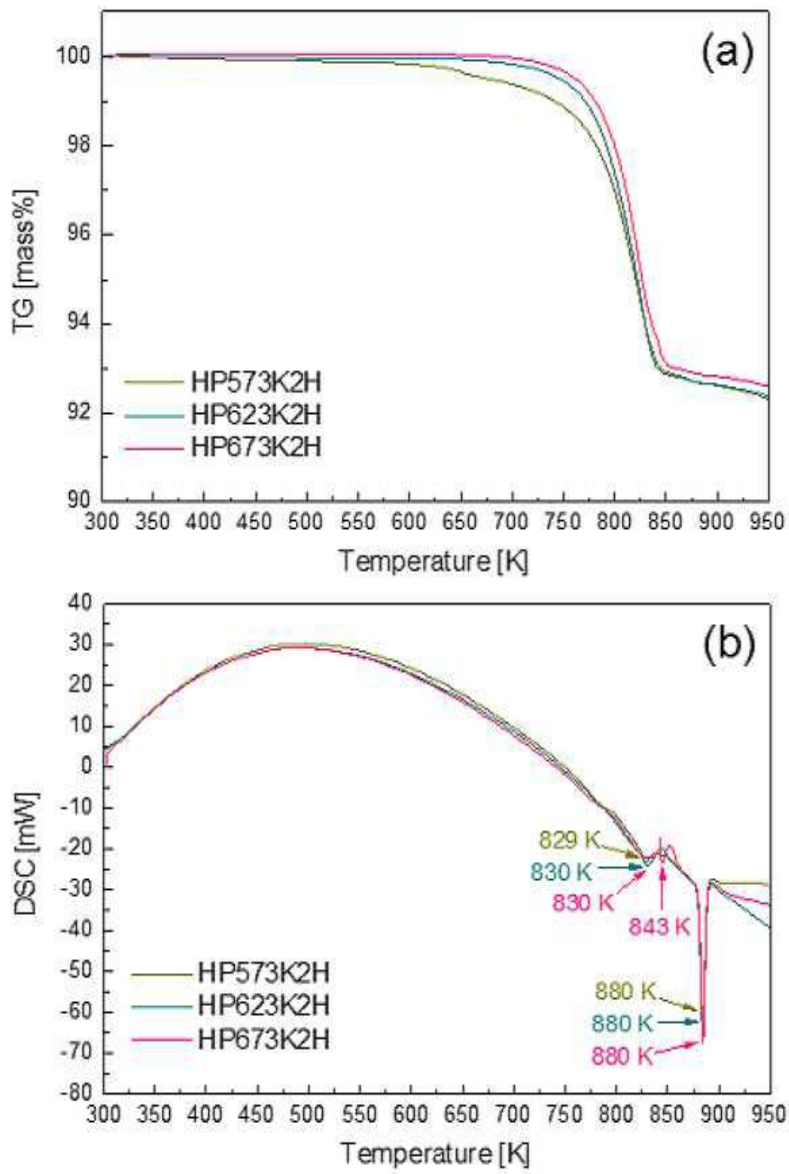 (a)
100
98
96
94
92
90
TG [mass%]
HP573K2H
HP623K2H
HP673K2H
300 350 400 450 500 550 600 650 700 750 800 850 900 950
Temperature [K]
(b)
40
30
20
10
0
-10
-20
-30
-40
-50
-60
-70
-80
DSC [mW]
829 K
830 K
830 K
843 K
HP573K2H
HP623K2H
HP673K2H
880 K
880 K
880 K
300 350 400 450 500 550 600 650 700 750 800 850 900 950
Temperature [K]